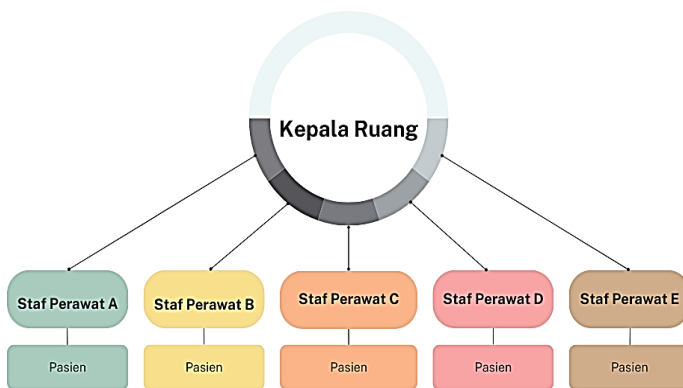 Kepala Ruang
Staf Perawat A
Staf Perawat B
Staf Perawat C
Staf Perawat D
Staf Perawat E
Pasien
Pasien
Pasien
Pasien
Pasien